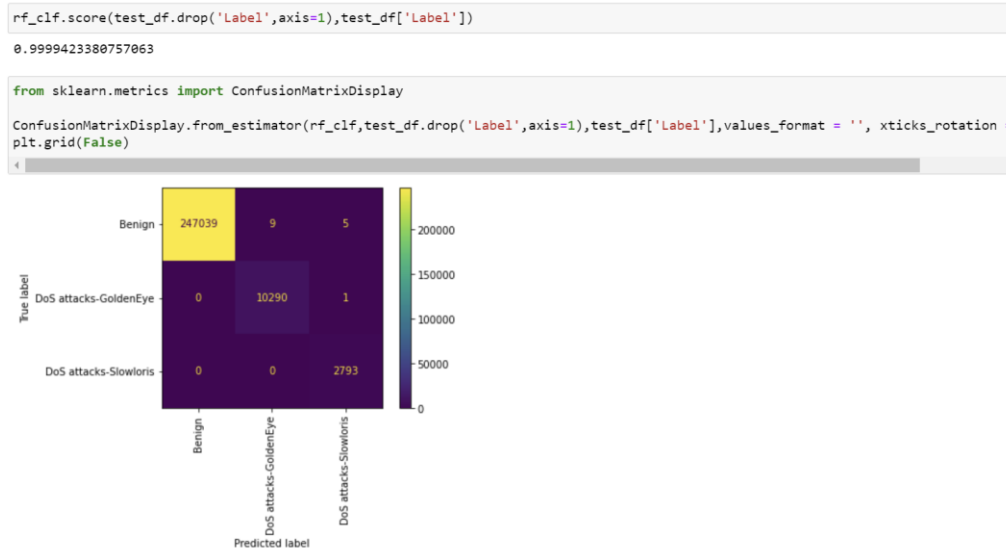 rf_clf.score(test_df.drop('Label',axis=1),test_df['Label'])
0.9999423380757063
from sklearn.metrics import ConfusionMatrixDisplay
ConfusionMatrixDisplay.from_estimator(rf_clf,test_df.drop('Label',axis=1),test_df['Label'],values_format = '', xticks_rotation =
plt.grid(False)
Benign 247039 9 5
DoS attacks-GoldenEye 0 10290 1
DoS attacks-Slowloris 0 0 2793
True label
Benign
DoS attacks-GoldenEye
DoS attacks-Slowloris
Predicted label
200000
150000
100000
50000
0